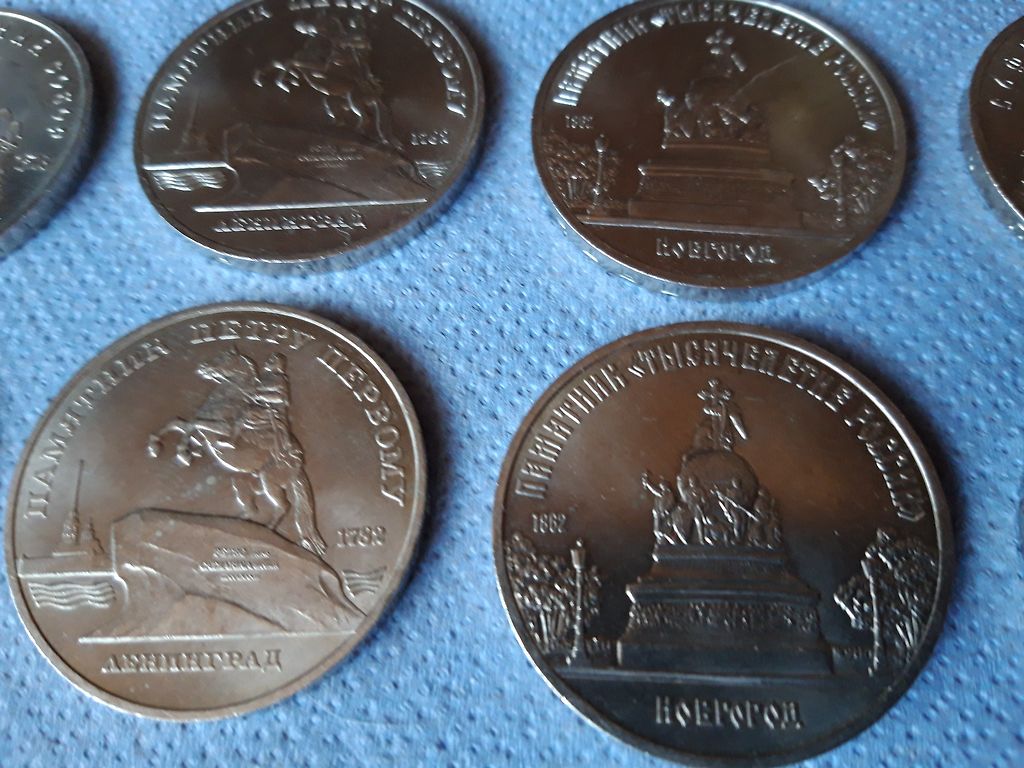 ПАМЯТНИК ПЕТРУ ПЕРВОМУ
1782
ЛЕНИНГРАД
ПАМЯТНИК «ТЫСЯЧЕЛЕТИЕ РОССИИ»
1862
НОВГОРОД
ПАМЯТНИК ПЕТРУ ПЕРВОМУ
1782
ЛЕНИНГРАД
ПАМЯТНИК «ТЫСЯЧЕЛЕТИЕ РОССИИ»
1862
НОВГОРОД